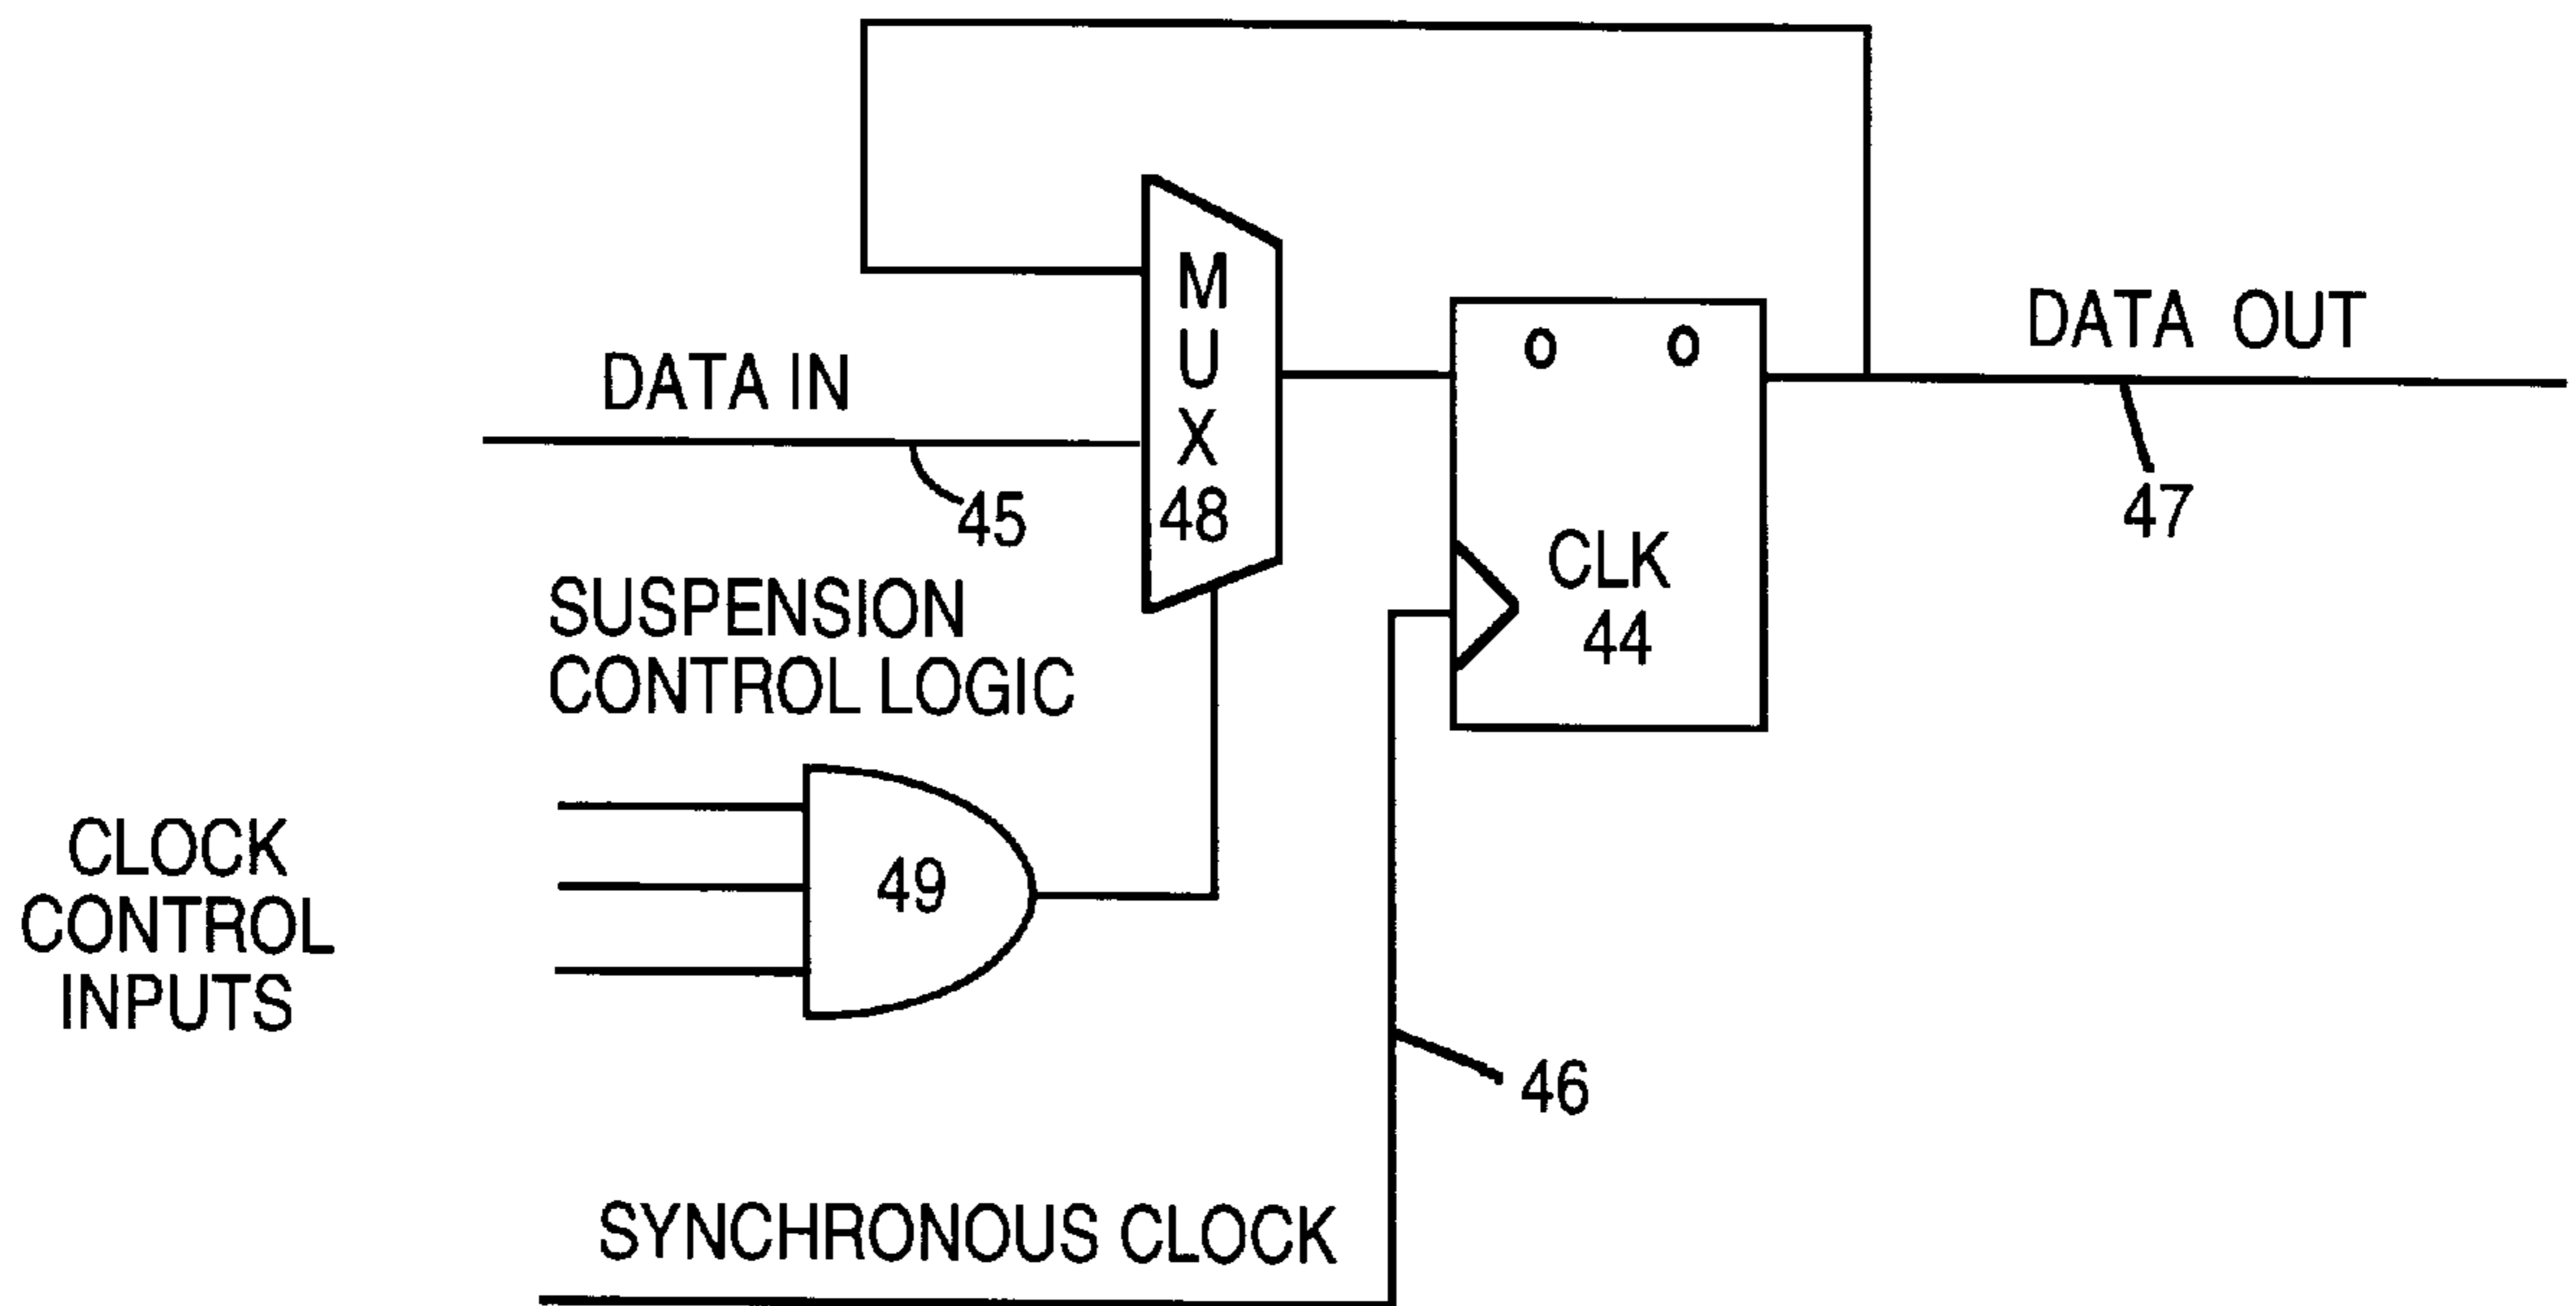 DATA IN
45
MUX
48
o o
CLK
44
DATA OUT
47
SUSPENSION
CONTROL LOGIC
CLOCK
CONTROL
INPUTS
49
46
SYNCHRONOUS CLOCK